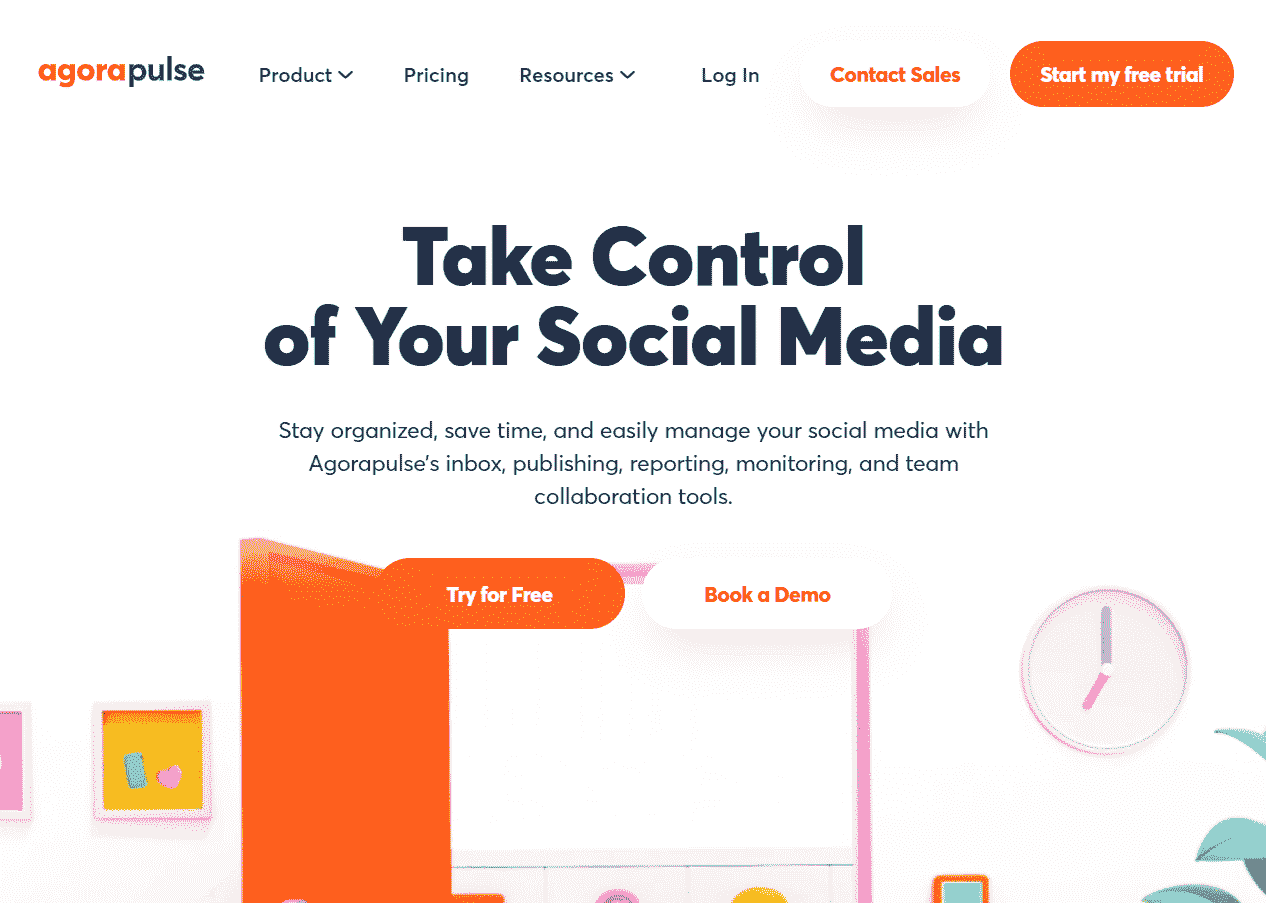 agorapulse
Product
Pricing
Resources
Log In
Contact Sales
Start my free trial
Take Control
of Your Social Media
Stay organized, save time, and easily manage your social media with
Agorapulse's inbox, publishing, reporting, monitoring, and team
collaboration tools.
Try for Free
Book a Demo